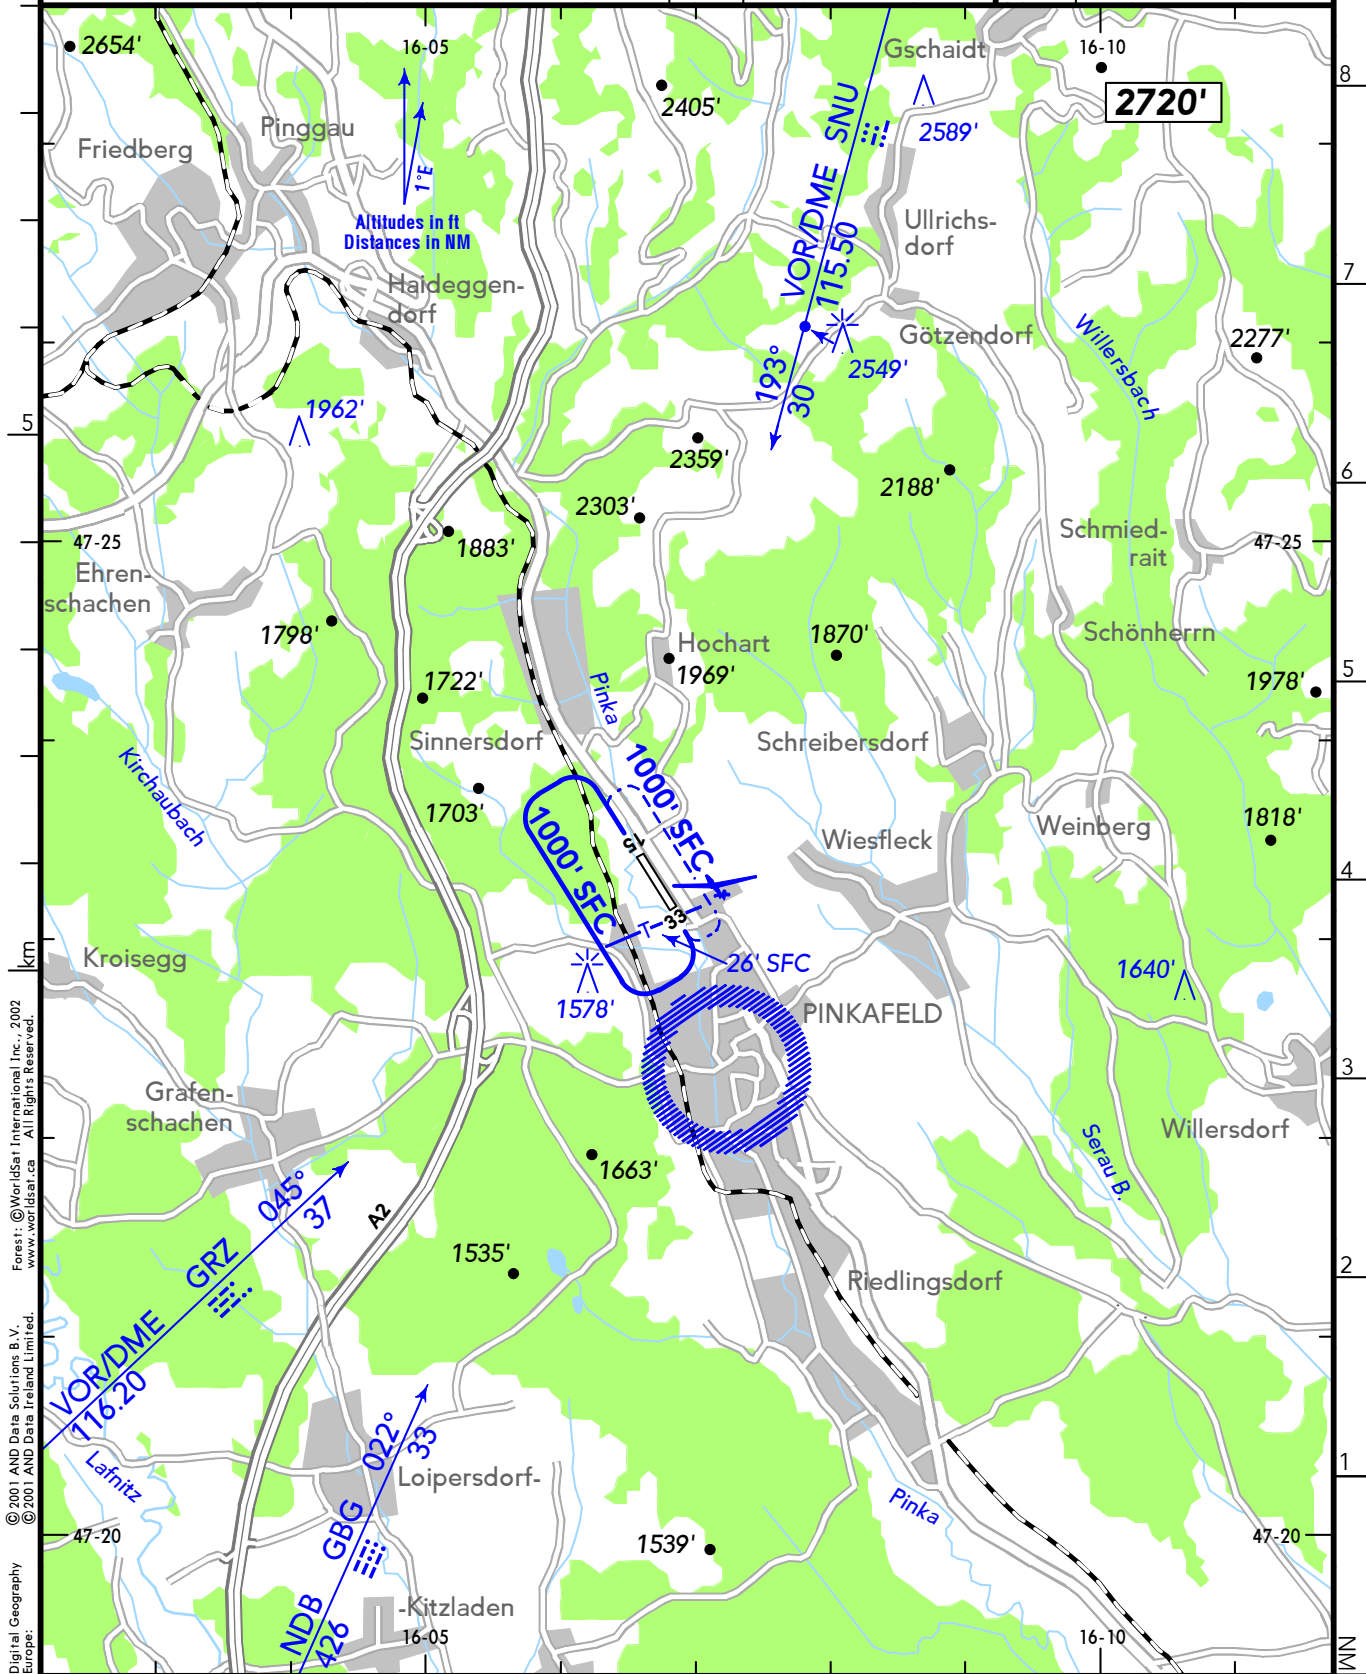 2654'
16-05
Gschaidt
16-10
8
2405'
2720'
2589'
Pinggau
Friedberg
1°E
Altitudes in ft
Distances in NM
VOR/DME SNU
115.50
Ullrichs-
dorf
7
Haideggen-
dorf
193°
30
Götzendorf
2549'
Willersbach
2277'
1962'
5
2359'
6
2188'
2303'
47-25
1883'
Schmied-
rait
47-25
Ehren-
schachen
1798'
Hochart
1969'
1870'
Schönherrn
5
1722'
Pinka
1978'
Sinnersdorf
Schreibersdorf
Kirchaubach
1703'
1000' SFC
1000' SFC
15
33
Wiesfleck
Weinberg
1818'
4
Kroisegg
km
26' SFC
1578'
1640'
PINKAFELD
3
Grafen-
schachen
Serau B.
Willersdorf
1663'
045°
37
A2
VOR/DME GRZ
116.20
1535'
Riedlingsdorf
2
022°
33
Lafnitz
Loipersdorf-
1
Pinka
NDB GBG
426
47-20
1539'
47-20
-Kitzladen
16-05
16-10
NM
Forest: ©WorldSat International Inc., 2002
www.worldsat.ca All Rights Reserved.
©2001 AND Data Solutions B.V.
©2001 AND Data Ireland Limited.
Digital Geography
Europe: